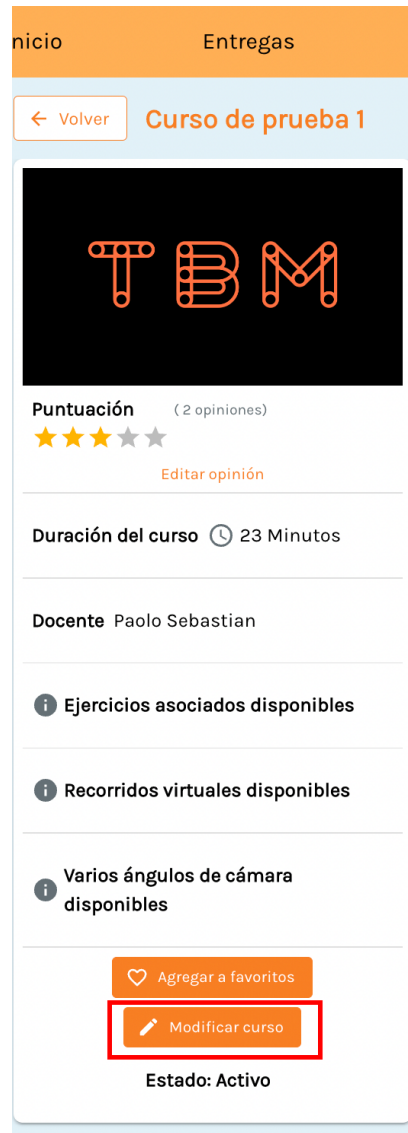 nicio Entregas
← Volver Curso de prueba 1
TBM
Puntuación ( 2 opiniones)
Editar opinión
Duración del curso 23 Minutos
Docente Paolo Sebastian
Ejercicios asociados disponibles
Recorridos virtuales disponibles
Varios ángulos de cámara
disponibles
Agregar a favoritos
Modificar curso
Estado: Activo